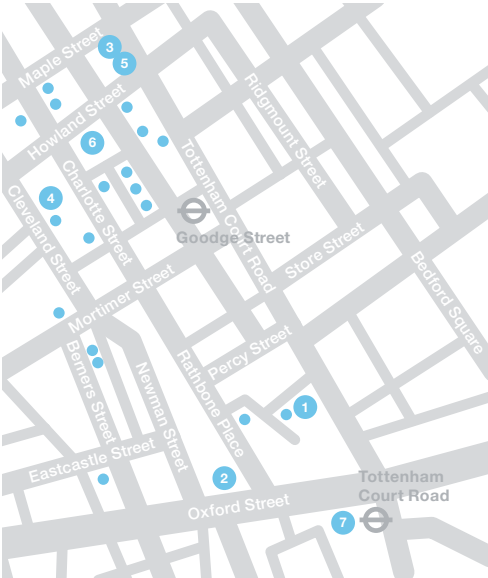 Maple Street
3
5
Howland Street
6
Ridgmount Street
Tottenham Court Road
Charlotte Street
4
Cleveland Street
Goodge Street
Store Street
Bedford Square
Mortimer Street
Percy Street
Berners Street
Newman Street
Rathbone Place
1
Eastcastle Street
2
Oxford Street
Tottenham
Court Road
7